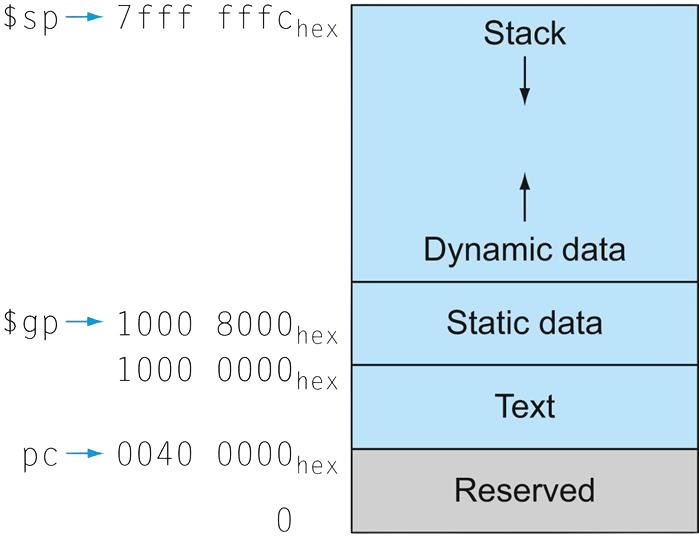 $sp → 7fff fffc hex
Stack
Dynamic data
$gp → 1000 8000 hex
Static data
1000 0000 hex
Text
pc → 0040 0000 hex
Reserved
0